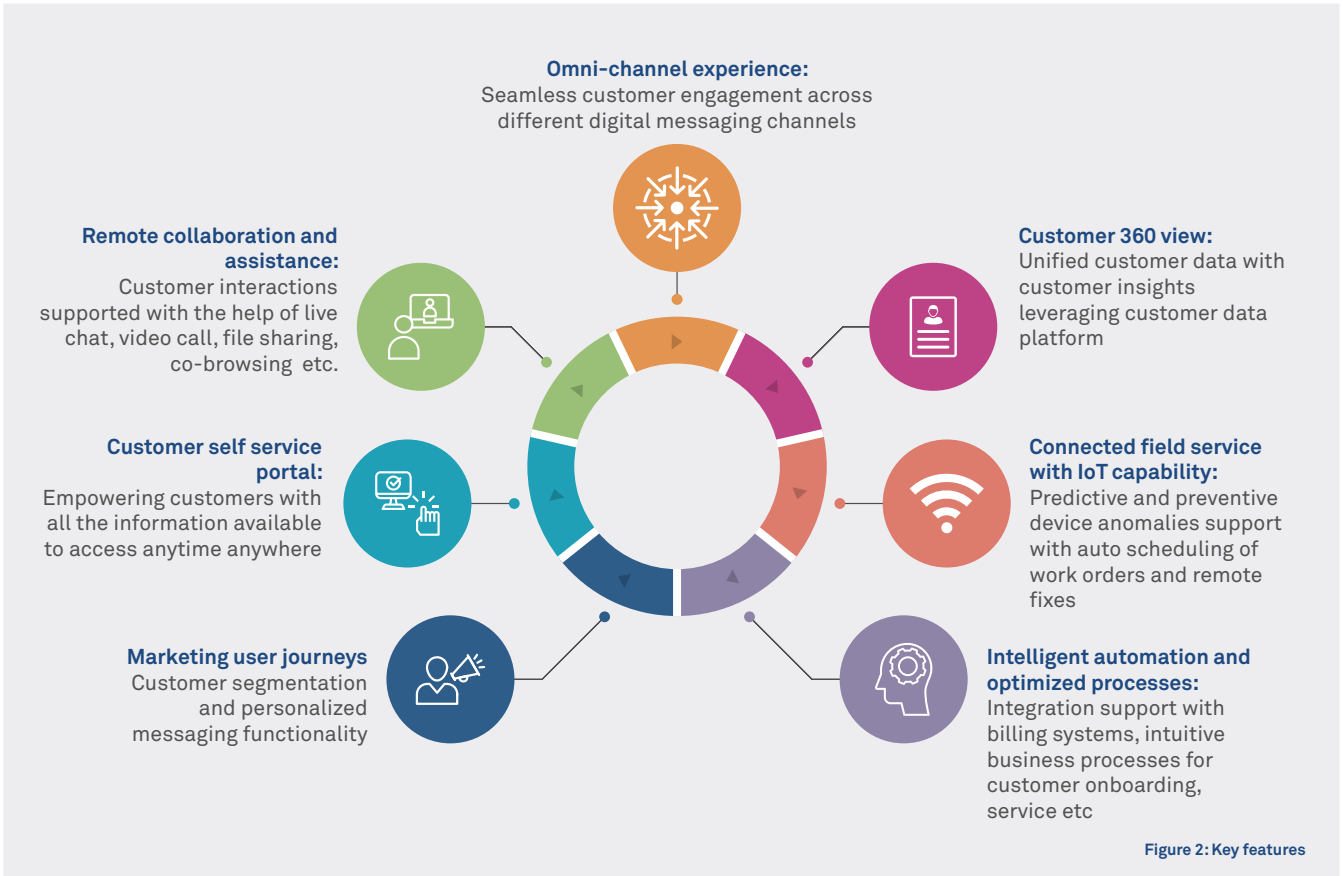 Omni-channel experience:
Seamless customer engagement across
different digital messaging channels
Remote collaboration and
assistance:
Customer interactions
supported with the help of live
chat, video call, file sharing,
co-browsing etc.
Customer 360 view:
Unified customer data with
customer insights
leveraging customer data
platform
Customer self service
portal:
Empowering customers with
all the information available
to access anytime anywhere
Connected field service
with IoT capability:
Predictive and preventive
device anomalies support
with auto scheduling of
work orders and remote
fixes
Marketing user journeys
Customer segmentation
and personalized
messaging functionality
Intelligent automation and
optimized processes:
Integration support with
billing systems, intuitive
business processes for
customer onboarding,
service etc
Figure 2: Key features